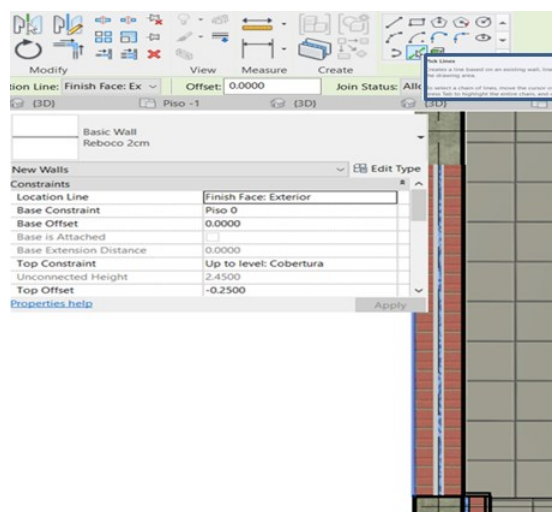 Modify
View
Measure
Create
Pick Lines
tion Line: Finish Face: Ex
Offset: 0.0000
Join Status: Allo
(3D)
Piso -1
(3D)
(3D)
Basic Wall
Reboco 2cm
New Walls
Edit Type
Constraints
Location Line Finish Face: Exterior
Base Constraint Piso 0
Base Offset 0.0000
Base is Attached
Base Extension Distance 0.0000
Top Constraint Up to level: Cobertura
Unconnected Height 2.4500
Top Offset -0.2500
Properties help
Apply